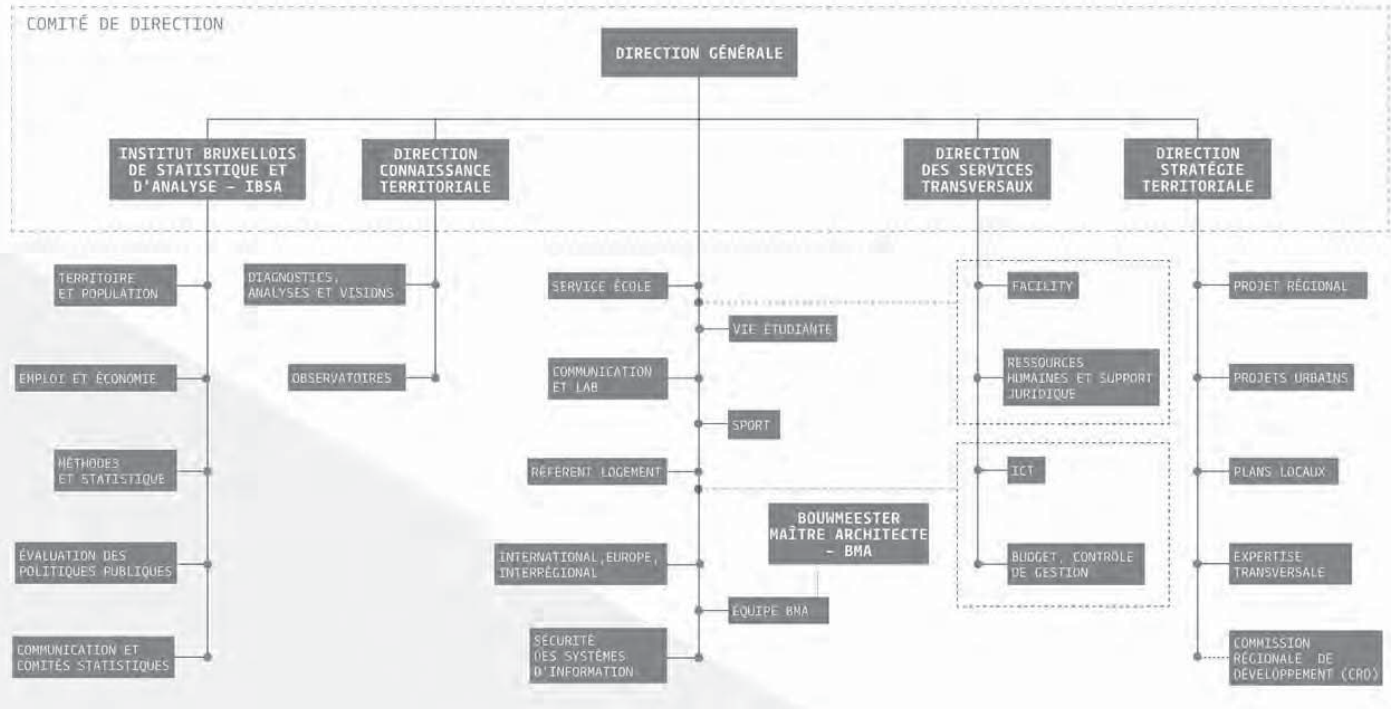 COMITÉ DE DIRECTION
DIRECTION GÉNÉRALE
INSTITUT BRUXELLOIS
DE STATISTIQUE ET
D'ANALYSE – IBSA
DIRECTION
CONNAISSANCE
TERRITORIALE
DIRECTION
DES SERVICES
TRANSVERSAUX
DIRECTION
STRATÉGIE
TERRITORIALE
TERRITOIRE
ET POPULATION
EMPLOI ET ÉCONOMIE
MÉTHODES
ET STATISTIQUE
ÉVALUATION DES
POLITIQUES PUBLIQUES
COMMUNICATION ET
COMITÉS STATISTIQUES
DIAGNOSTICS,
ANALYSES ET VISIONS
OBSERVATOIRES
SERVICE ÉCOLE
VIE ÉTUDIANTE
COMMUNICATION
ET LAB
SPORT
RÉFÉRENT LOGEMENT
BOUWMEESTER
MAÎTRE ARCHITECTE
– BMA
INTERNATIONAL,EUROPE,
INTERRÉGIONAL
ÉQUIPE BMA
SÉCURITÉ
DES SYSTÈMES
D'INFORMATION
FACILITY
RESSOURCES
HUMAINES ET SUPPORT
JURIDIQUE
ICT
BUDGET, CONTRÔLE
DE GESTION
PROJET RÉGIONAL
PROJETS URBAINS
PLANS LOCAUX
EXPERTISE
TRANSVERSALE
COMMISSION
RÉGIONALE DE
DÉVELOPPEMENT (CRD)